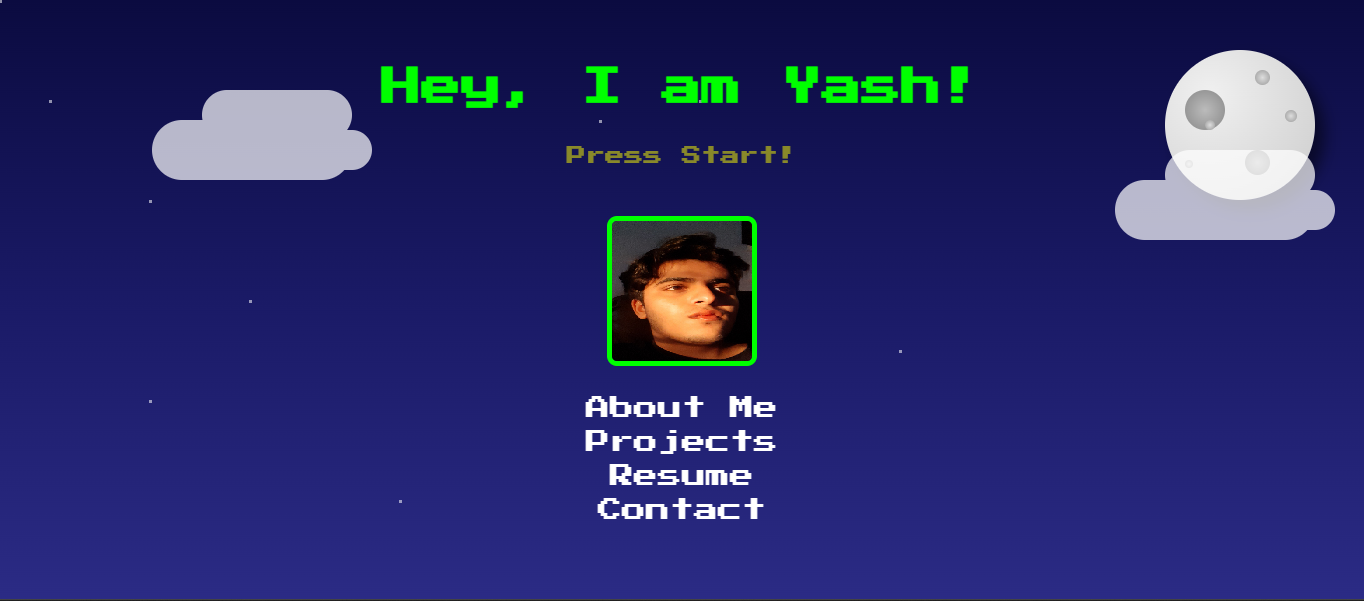 Hey, I am Yash!
Press Start!
About Me
Projects
Resume
Contact